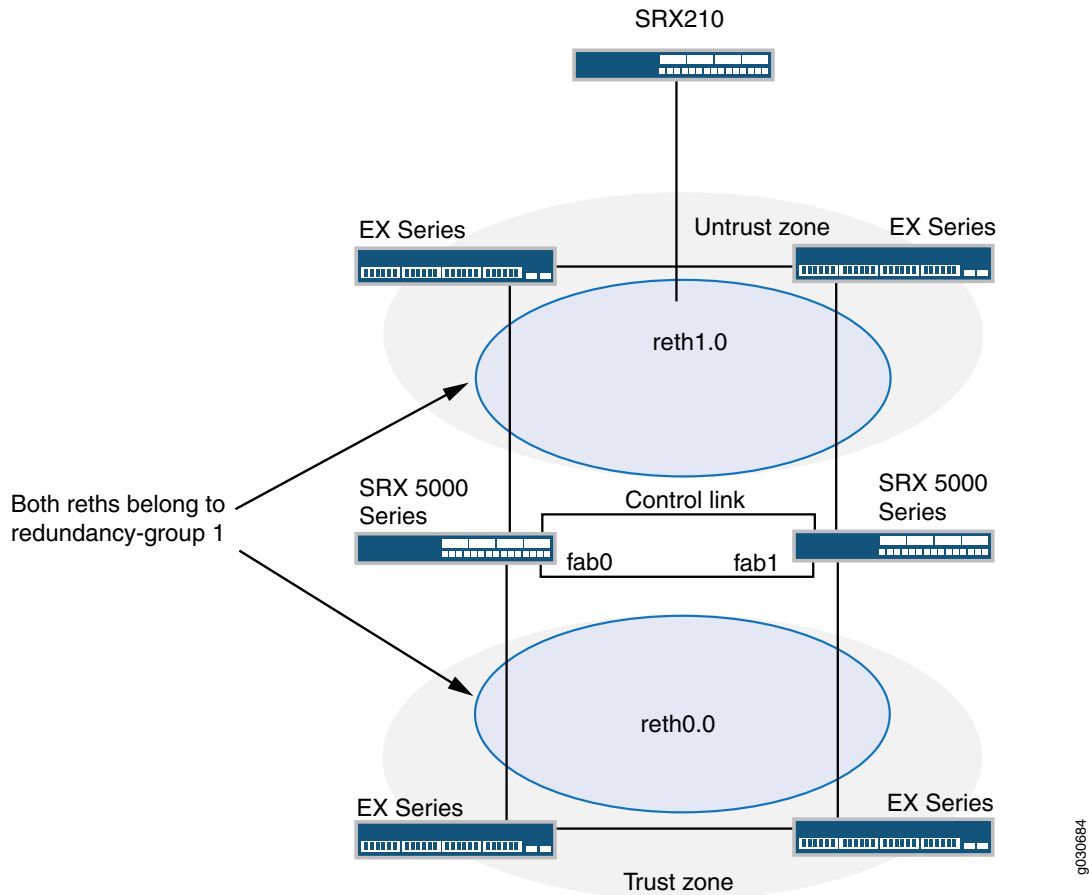 SRX210
EX Series
Untrust zone
EX Series
reth1.0
Both reths belong to
redundancy-group 1
SRX 5000
Series
Control link
SRX 5000
Series
fab0
fab1
reth0.0
EX Series
EX Series
Trust zone
g030684